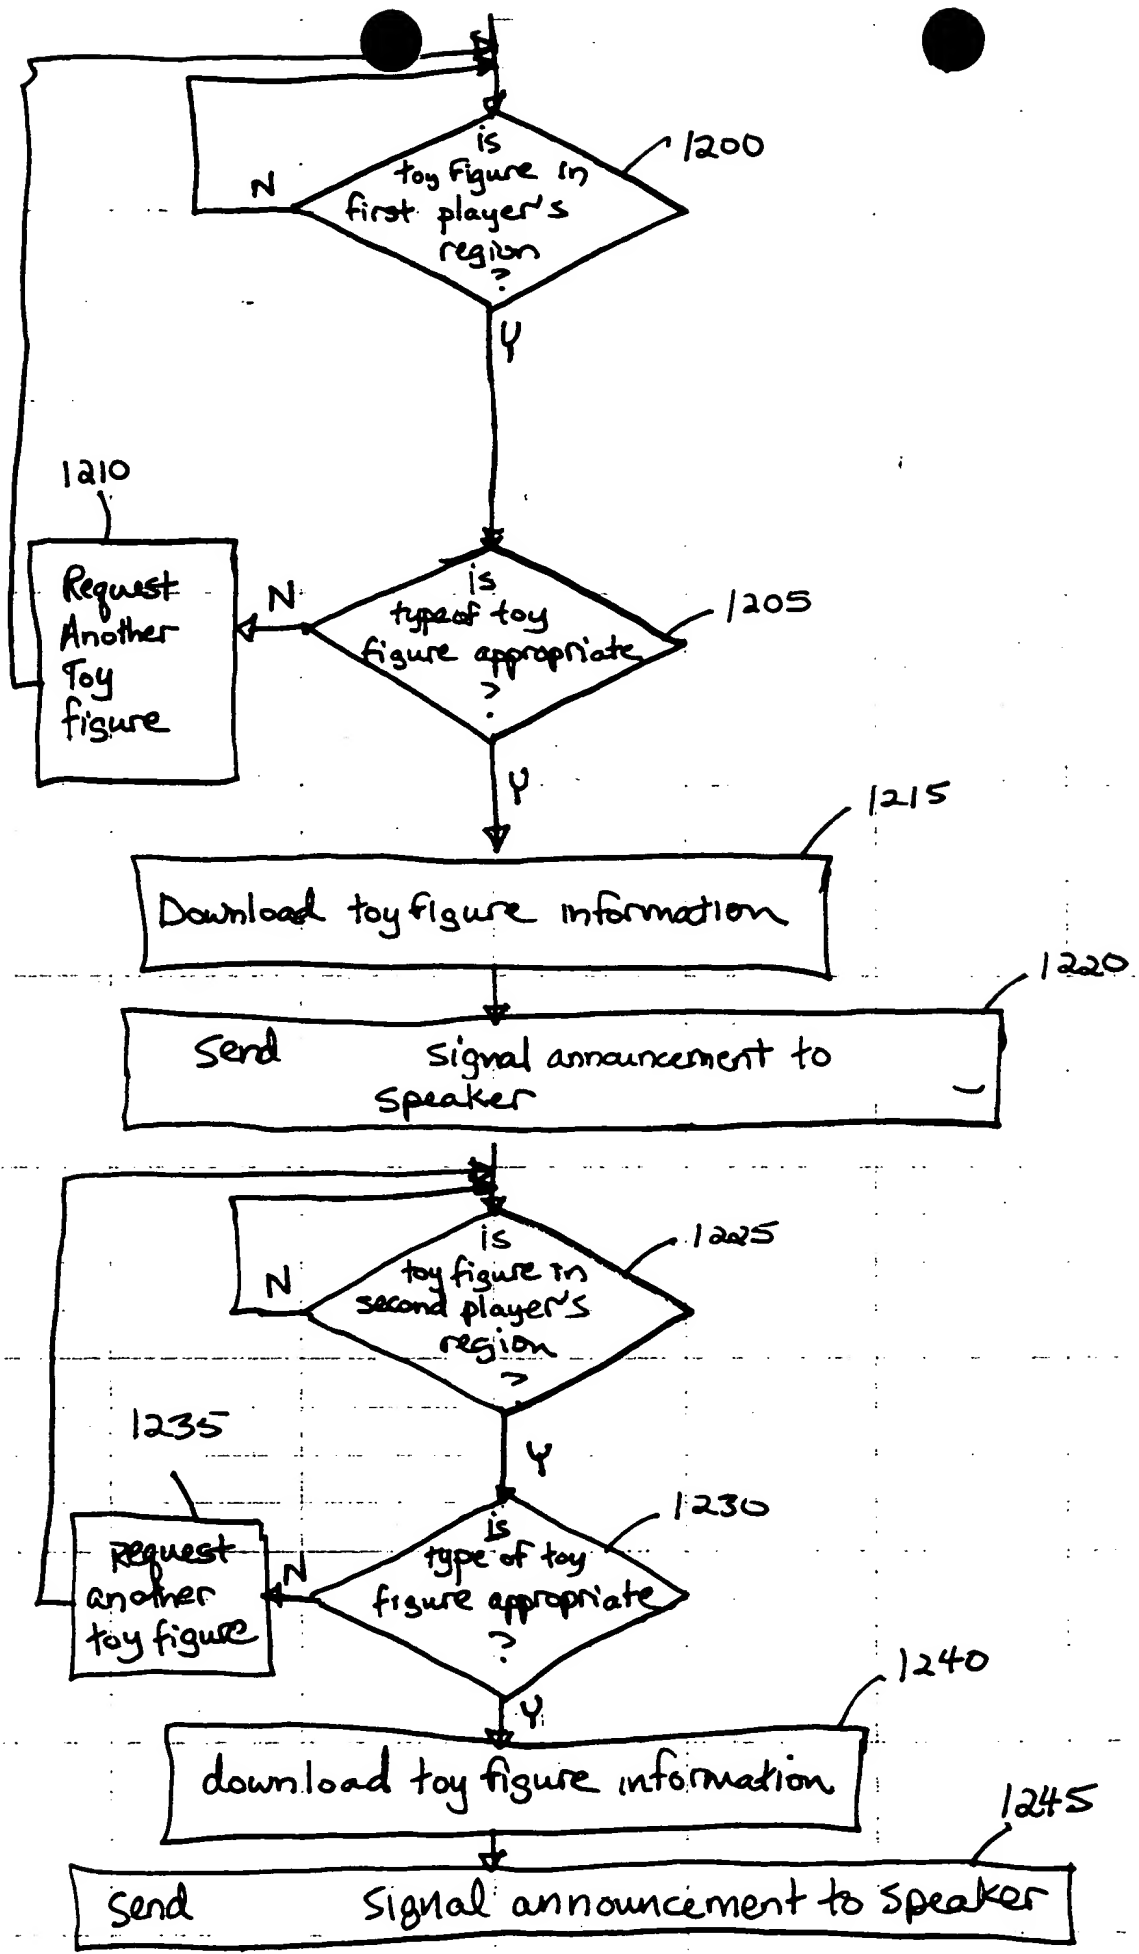 1200
is
toy figure in
first player's
region
?
N
Y
1210
Request
Another
Toy
figure
N
is
type of toy
figure appropriate
?
1205
Y
1215
Download toy figure information
1220
Send signal announcement to
speaker
1225
is
toy figure in
second player's
region
?
N
Y
1235
Request
another
toy figure
N
1230
is
type of toy
figure appropriate
?
Y
1240
download toy figure information
1245
Send signal announcement to speaker